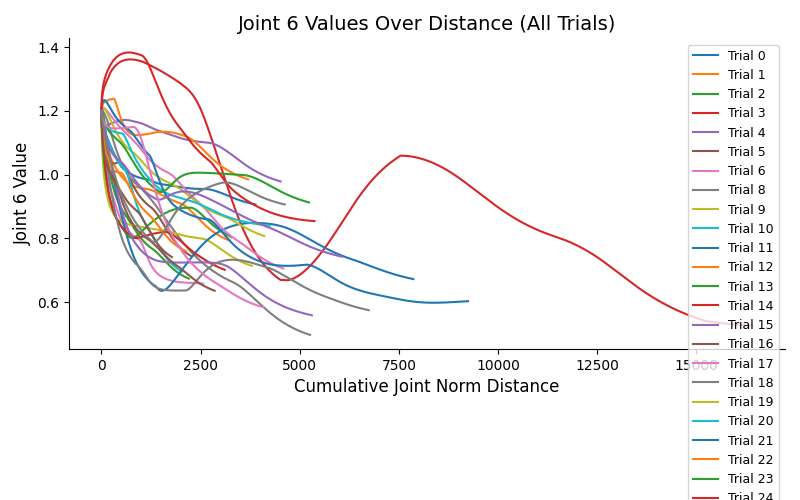 Joint 6 Values Over Distance (All Trials)
1.4
1.2
1.0
0.8
0.6
Joint 6 Value
0
2500
5000
7500
10000
12500
15000
Cumulative Joint Norm Distance
Trial 0
Trial 1
Trial 2
Trial 3
Trial 4
Trial 5
Trial 6
Trial 8
Trial 9
Trial 10
Trial 11
Trial 12
Trial 13
Trial 14
Trial 15
Trial 16
Trial 17
Trial 18
Trial 19
Trial 20
Trial 21
Trial 22
Trial 23
Trial 24